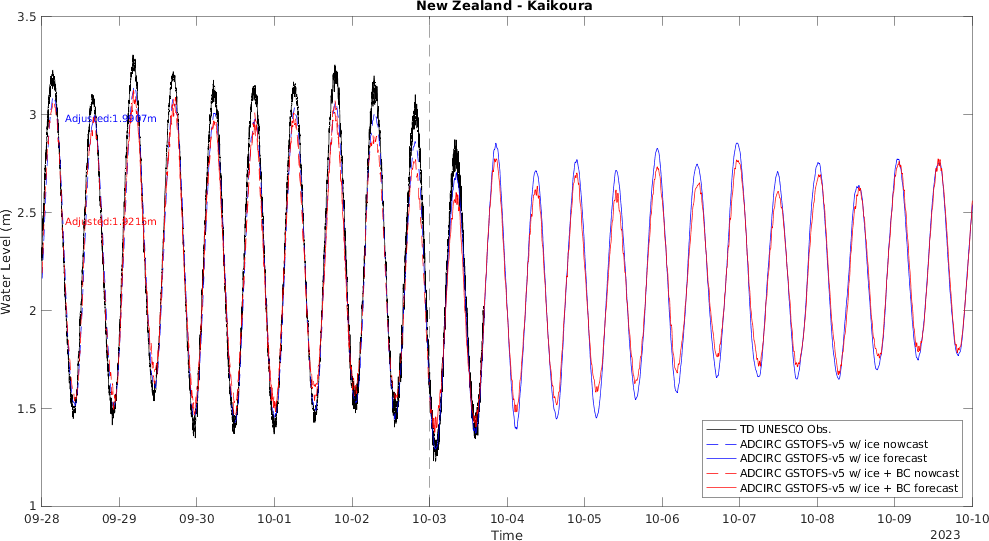 New Zealand - Kaikoura
3.5
3
2.5
2
1.5
1
Water Level (m)
Adjusted:1.9907m
Adjusted:1.9215m
TD UNESCO Obs.
ADCIRC GSTOFS-v5 w/ ice nowcast
ADCIRC GSTOFS-v5 w/ ice forecast
ADCIRC GSTOFS-v5 w/ ice + BC nowcast
ADCIRC GSTOFS-v5 w/ ice + BC forecast
09-28 09-29 09-30 10-01 10-02 10-03 10-04 10-05 10-06 10-07 10-08 10-09 10-10
Time
2023